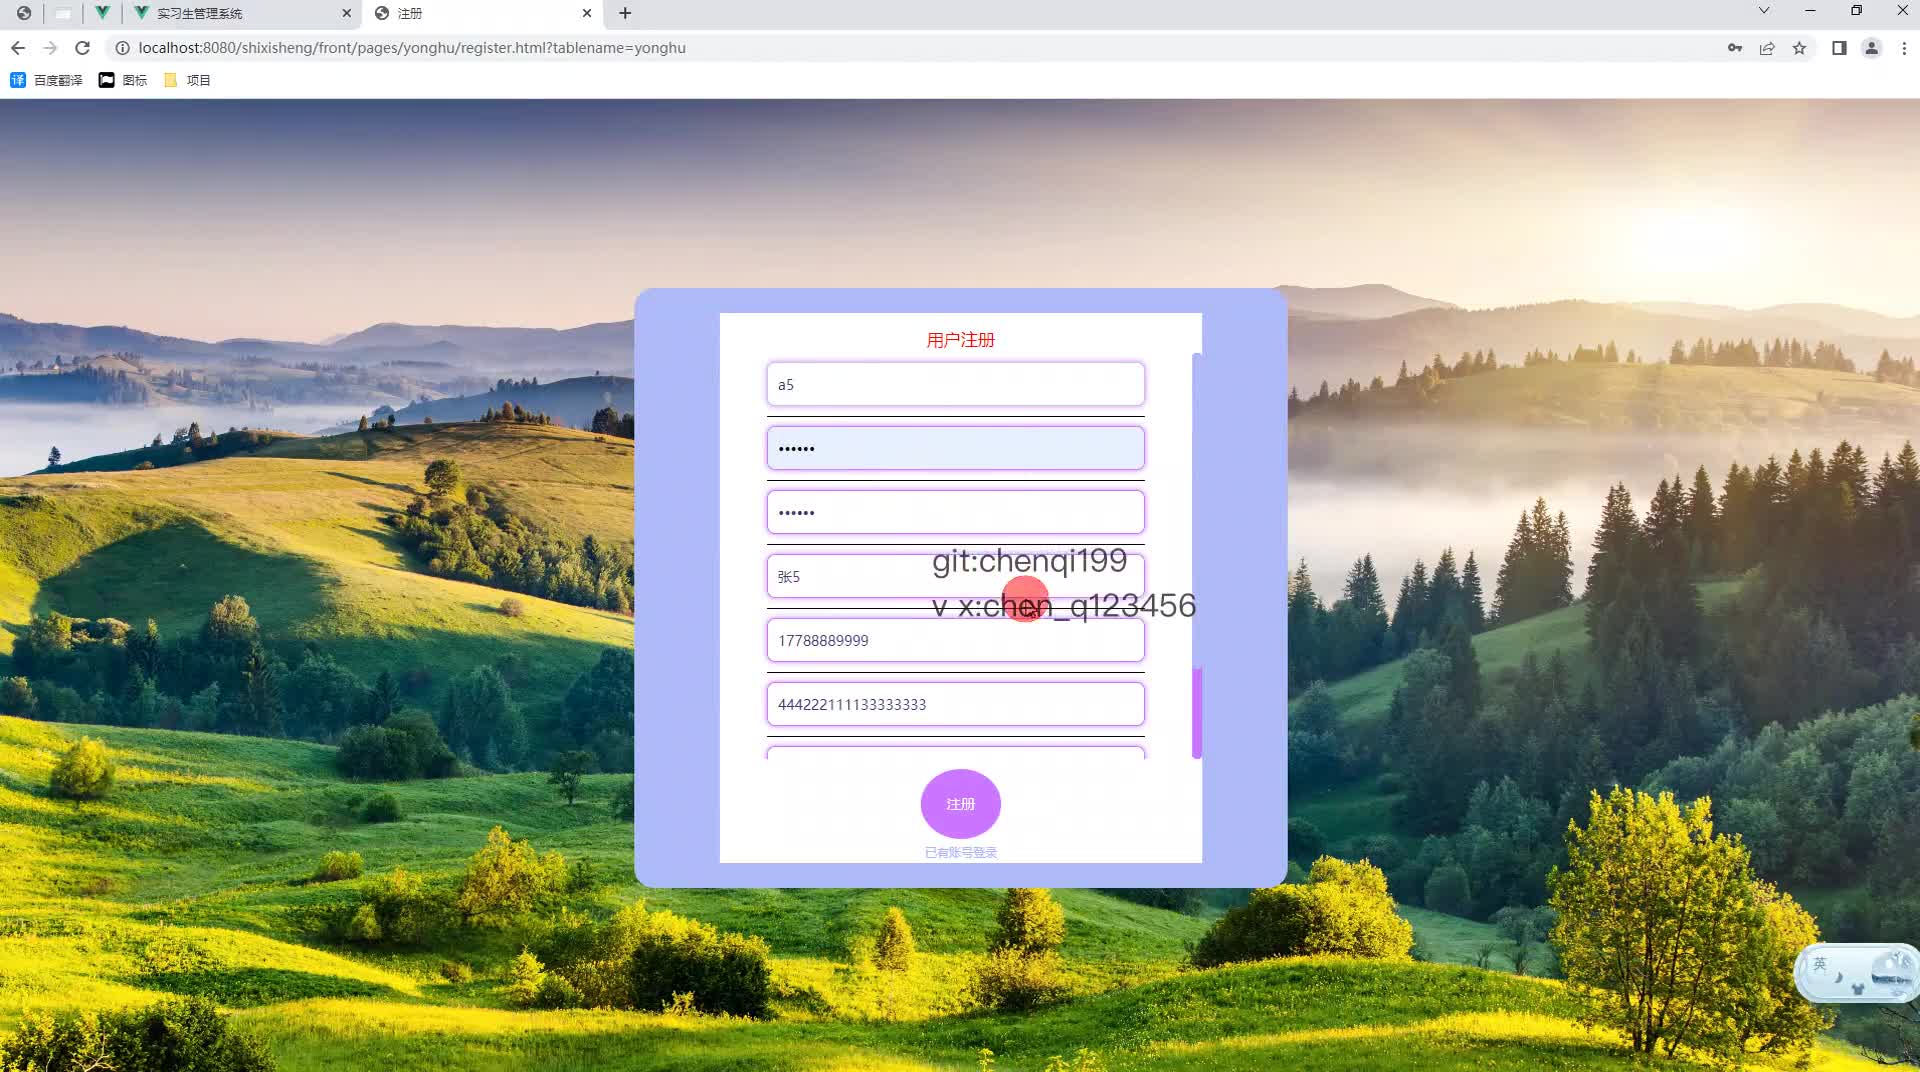 实习生管理系统
注册
localhost:8080/shixisheng/front/pages/yonghu/register.html?tablename=yonghu
百度翻译
图标
项目
用户注册
a5
••••••
••••••
张5
git:chenqi199
v x:chen_q123456
17788889999
444222111133333333
注册
已有账号登录
英
译